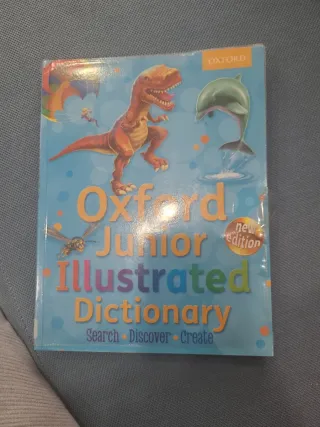 OXFORD
Oxford
Junior
new
edition
Illustrated
Dictionary
Search • Discover • Create